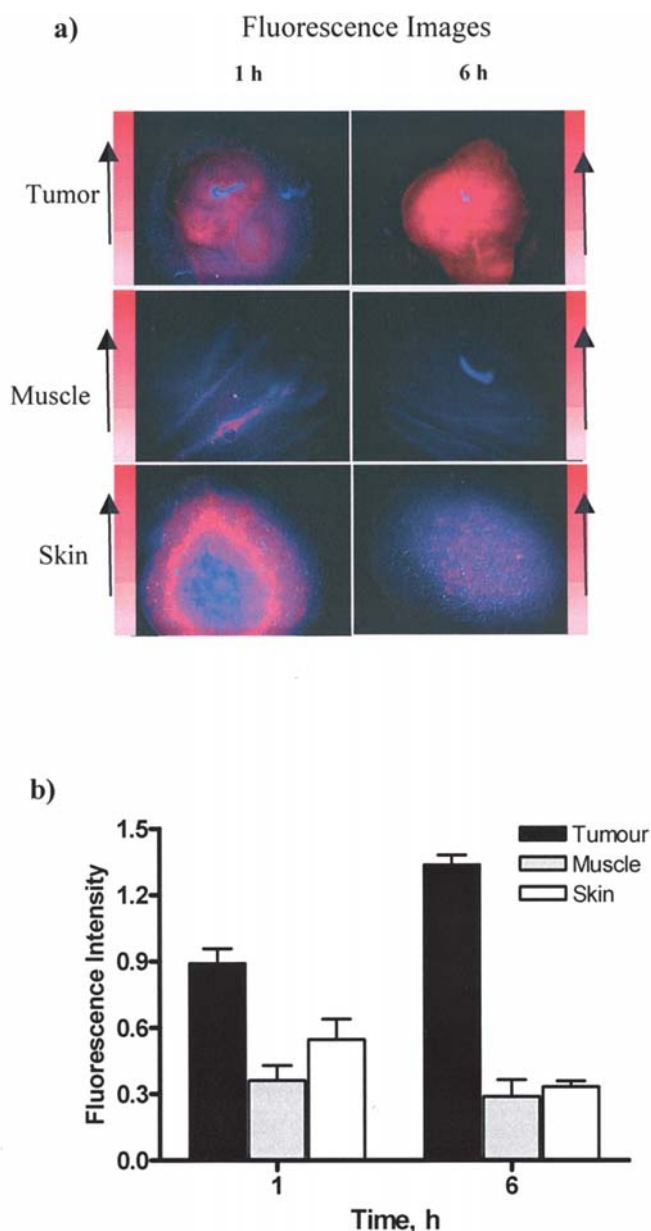 a) Fluorescence Images
1 h 6 h
Tumor
Muscle
Skin
b)
1.5
1.2
0.9
0.6
0.3
0.0
Fluorescence Intensity
Tumour
Muscle
Skin
1 6
Time, h